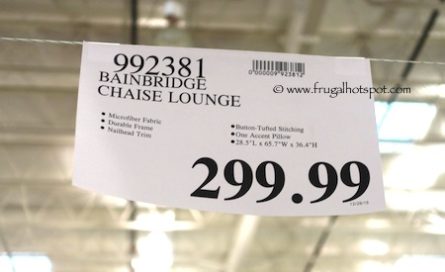 992381
BAINBRIDGE
CHAISE LOUNGE
© www.frugalhotspot.com
• Microfiber Fabric
• Durable Frame
• Nailhead Trim
• Button-Tufted Stitching
• One Accent Pillow
• 28.5"L x 65.7"W x 36.4"H
299.99